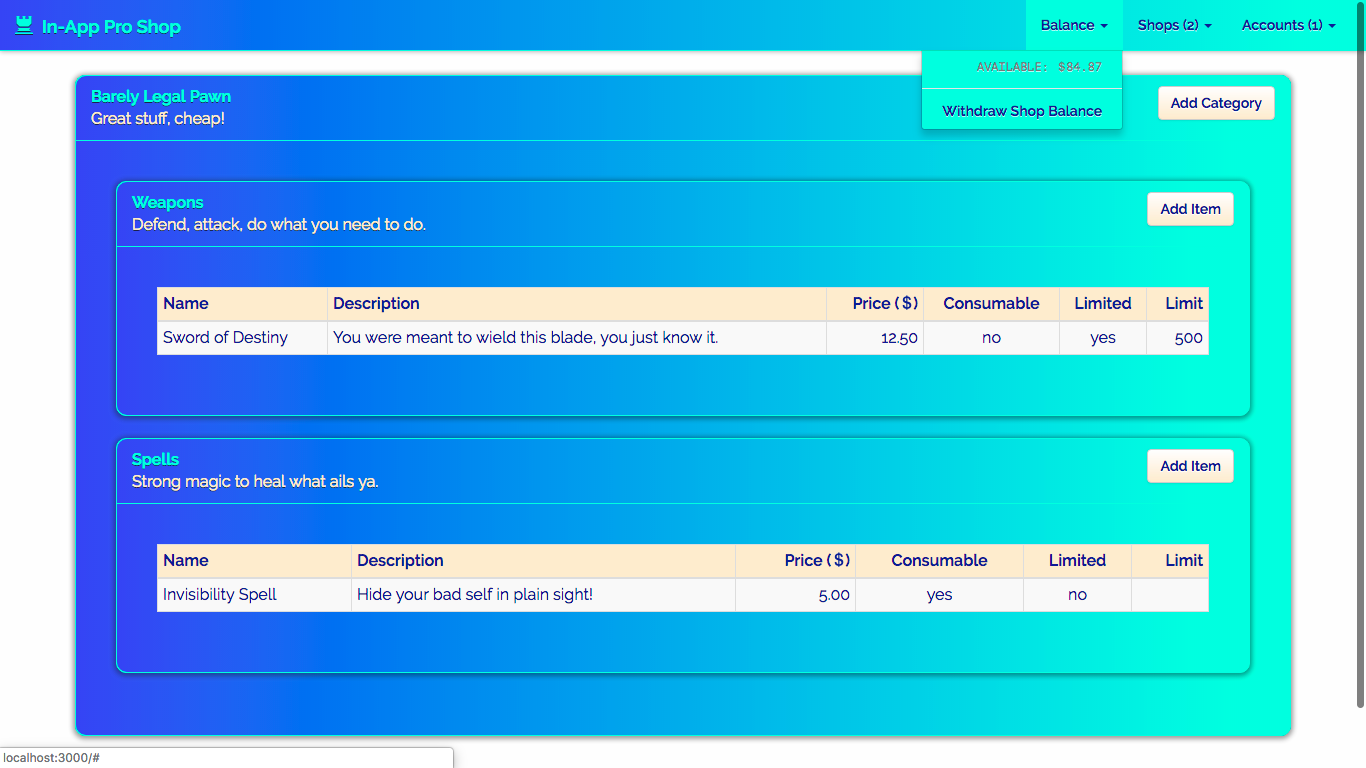 In-App Pro Shop
Balance
Shops (2)
Accounts (1)
AVAILABLE: $84.87
Withdraw Shop Balance
Barely Legal Pawn
Great stuff, cheap!
Add Category
Weapons
Defend, attack, do what you need to do.
Add Item
Name Description Price ($) Consumable Limited Limit
Sword of Destiny You were meant to wield this blade, you just know it. 12.50 no yes 500
Spells
Strong magic to heal what ails ya.
Add Item
Name Description Price ($) Consumable Limited Limit
Invisibility Spell Hide your bad self in plain sight! 5.00 yes no
localhost:3000/#